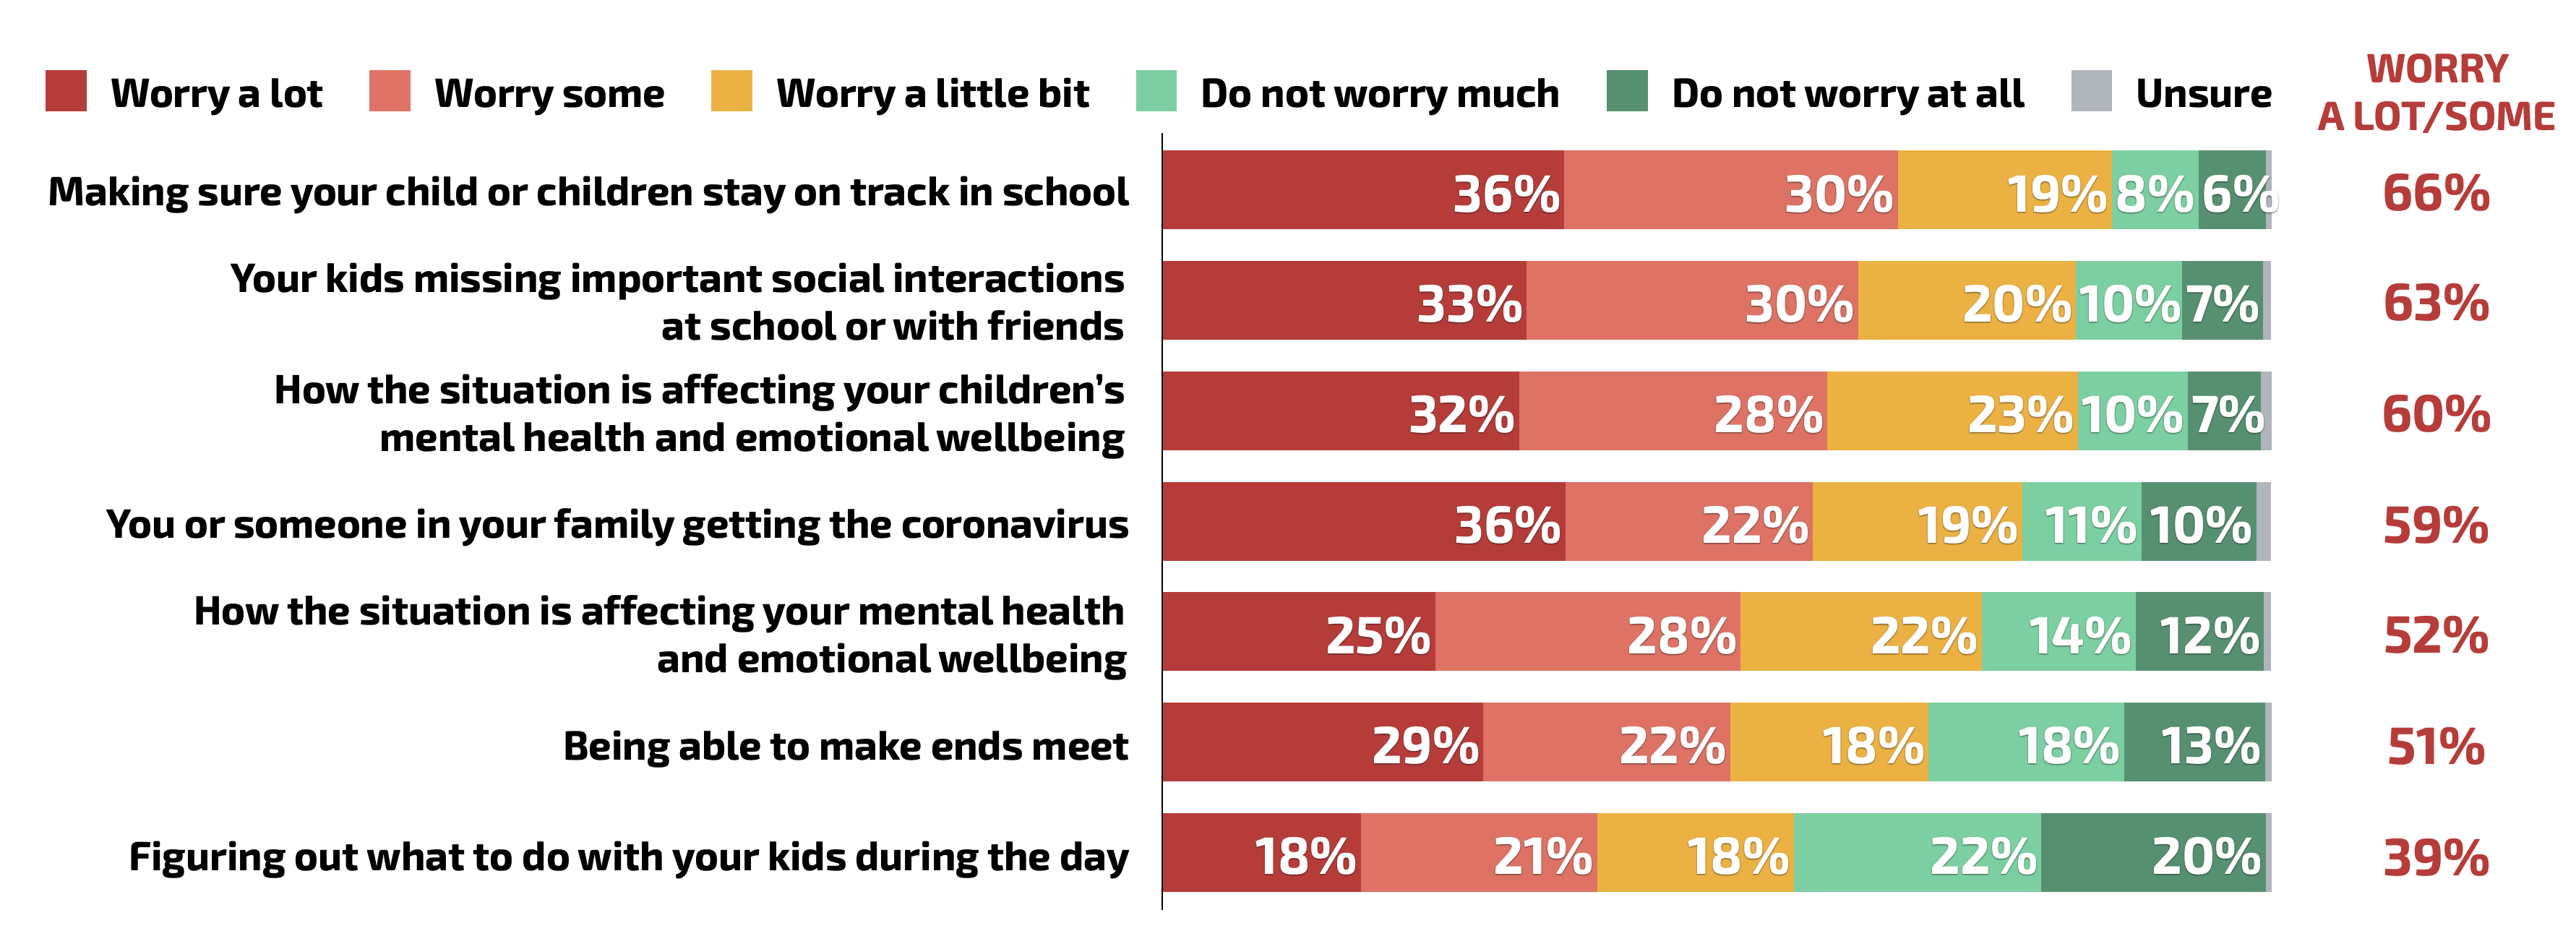 Worry a lot Worry some Worry a little bit Do not worry much Do not worry at all Unsure
WORRY
A LOT/SOME
Making sure your child or children stay on track in school 36% 30% 19% 8% 6% 66%
Your kids missing important social interactions
at school or with friends
33% 30% 20% 10% 7% 63%
How the situation is affecting your children’s
mental health and emotional wellbeing
32% 28% 23% 10% 7% 60%
You or someone in your family getting the coronavirus 36% 22% 19% 11% 10% 59%
How the situation is affecting your mental health
and emotional wellbeing
25% 28% 22% 14% 12% 52%
Being able to make ends meet 29% 22% 18% 18% 13% 51%
Figuring out what to do with your kids during the day 18% 21% 18% 22% 20% 39%